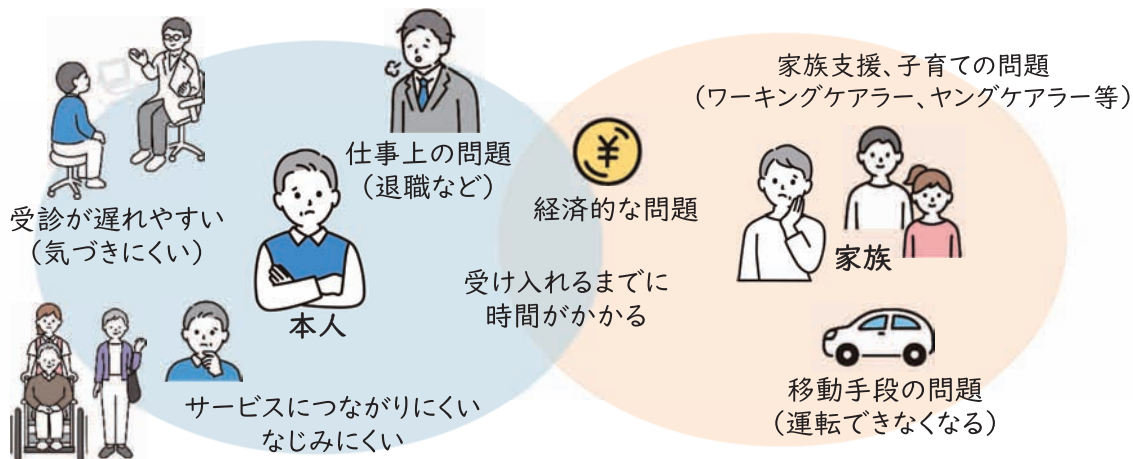 受診が遅れやすい
（気づきにくい）
仕事上の問題
（退職など）
本人
サービスにつながりにくい
なじみにくい
¥
経済的な問題
受け入れるまでに
時間がかかる
家族支援、子育ての問題
（ワーキングケアラー、ヤングケアラー等）
家族
移動手段の問題
（運転できなくなる）